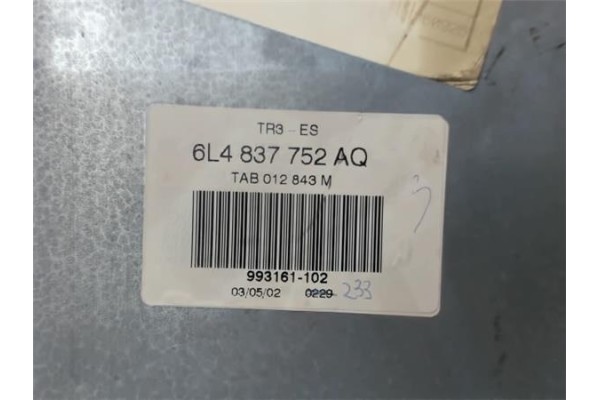 TR3 - ES
6L4 837 752 AQ
TAB 012 843 M
993161-102
03/05/02 0229 233